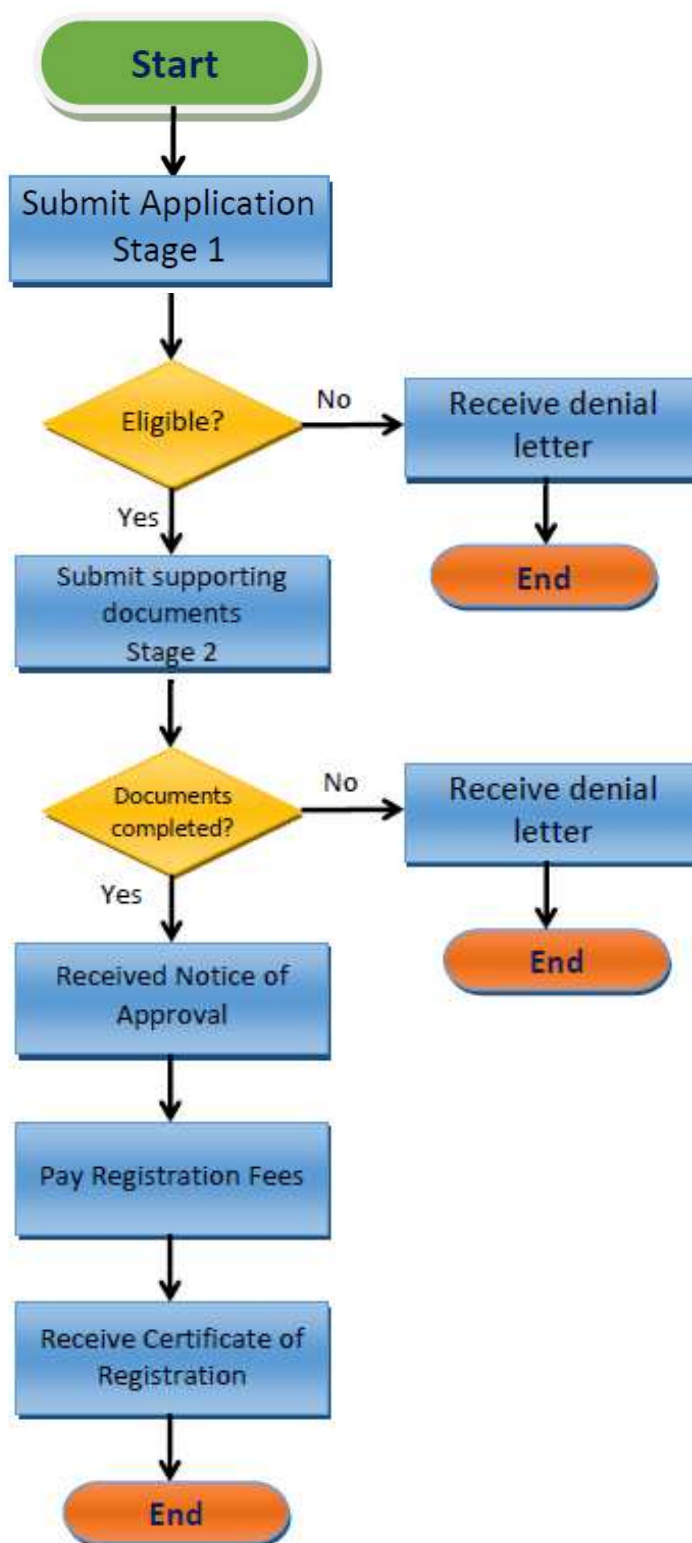 Start
Submit Application
Stage 1
Eligible?
No
Receive denial
letter
End
Yes
Submit supporting
documents
Stage 2
Documents
completed?
No
Receive denial
letter
End
Yes
Received Notice of
Approval
Pay Registration Fees
Receive Certificate of
Registration
End